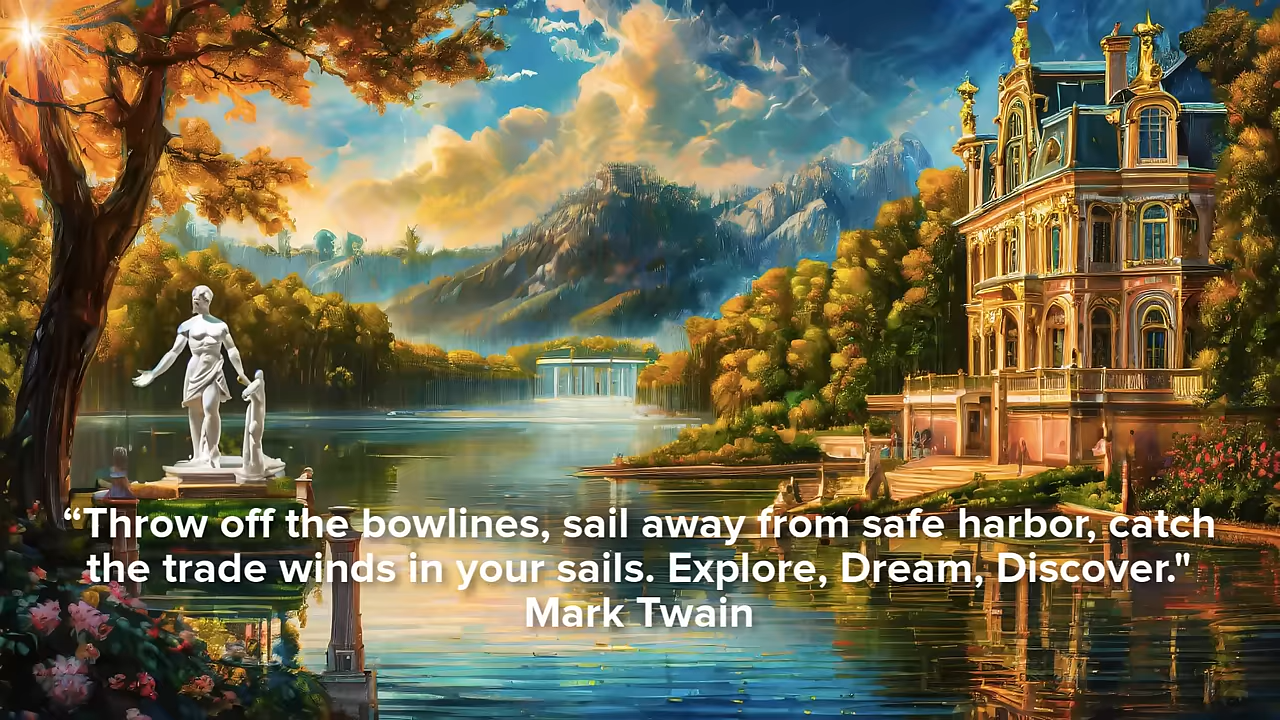 “Throw off the bowlines, sail away from safe harbor, catch
the trade winds in your sails. Explore, Dream, Discover."
Mark Twain